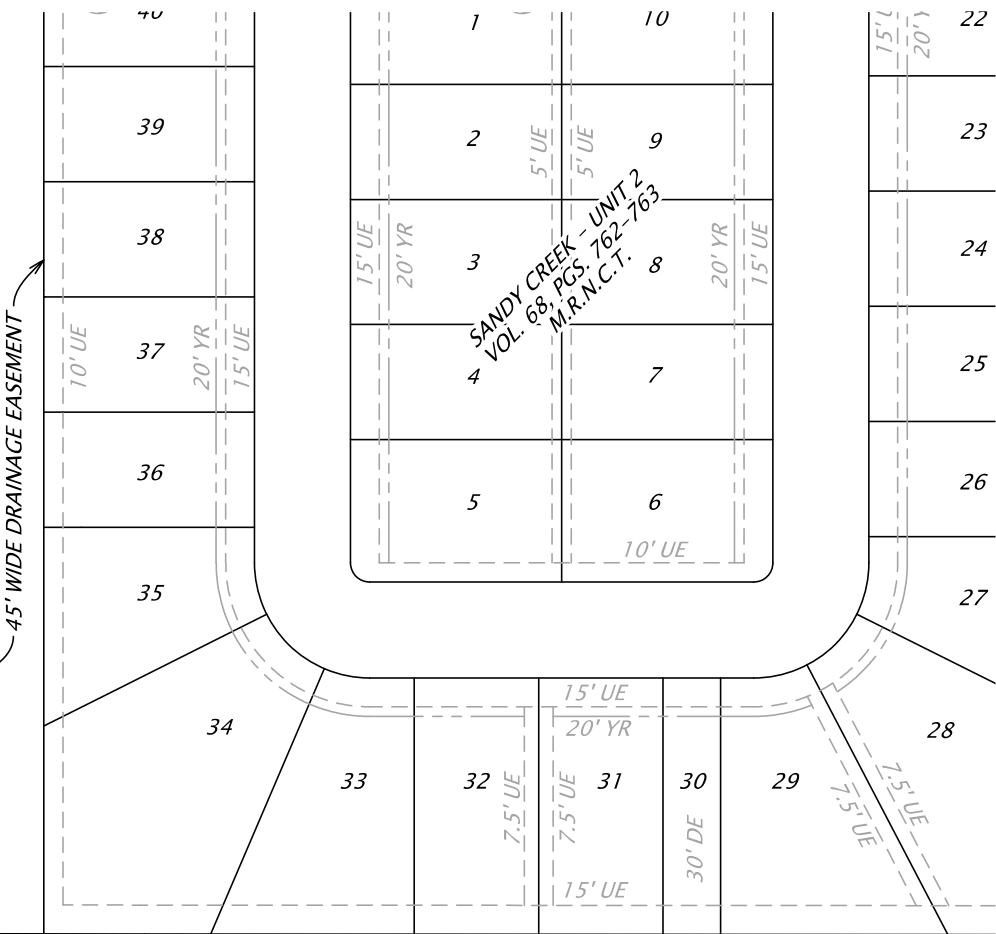 40
1
10
22
15' U
20' Y
39
2
5' UE
5' UE
9
23
38
15' UE
20' YR
3
SANDY CREEK - UNIT 2
VOL. 68, PGS. 762-763
M.R.N.C.T.
8
20' YR
15' UE
24
45' WIDE DRAINAGE EASEMENT
10' UE
37
20' YR
15' UE
4
7
25
36
5
6
26
10' UE
35
27
15' UE
20' YR
34
28
33
32
31
30
29
7.5' UE
7.5' UE
30' DE
7.5' UE
7.5' UE
15' UE